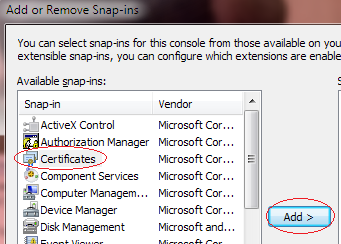 Add or Remove Snap-ins
You can select snap-ins for this console from those available on you
extensible snap-ins, you can configure which extensions are enable
Available snap-ins:
S
Snap-in Vendor
ActiveX Control Microsoft Cor...
Authorization Manager Microsoft Cor...
Certificates Microsoft Cor...
Component Services Microsoft Cor...
Computer Managem... Microsoft Cor...
Device Manager Microsoft Cor...
Disk Management Microsoft and...
Add >